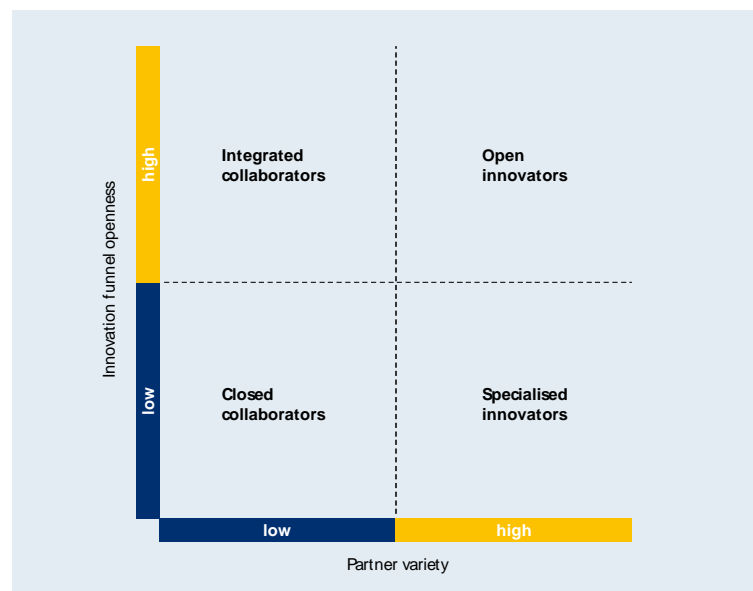 Innovation funnel openness
high
low
Integrated
collaborators
Open
innovators
Closed
collaborators
Specialised
innovators
low
high
Partner variety